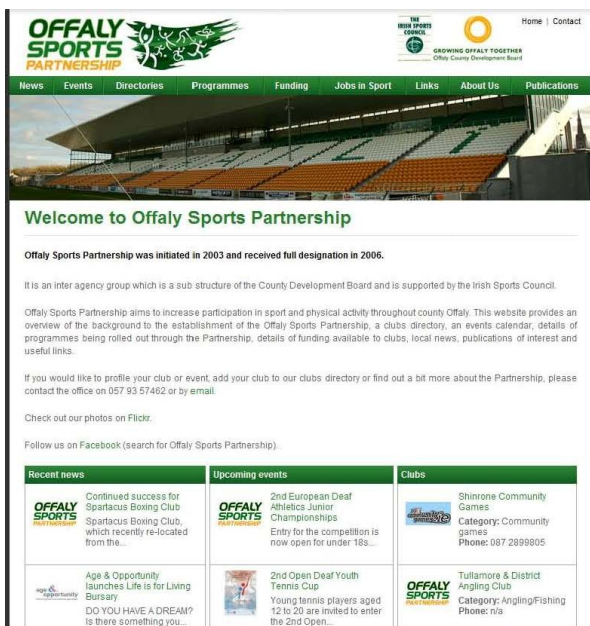 OFFALY
SPORTS
PARTNERSHIP
THE
IRISH SPORTS
COUNCIL
GROWING OFFALY TOGETHER
Offaly County Development Board
Home | Contact
News Events Directories Programmes Funding Jobs in Sport Links About Us Publications
Welcome to Offaly Sports Partnership
Offaly Sports Partnership was initiated in 2003 and received full designation in 2006.
It is an inter agency group which is a sub structure of the County Development Board and is supported by the Irish Sports Council.
Offaly Sports Partnership aims to increase participation in sport and physical activity throughout county Offaly. This website provides an
overview of the background to the establishment of the Offaly Sports Partnership, a clubs directory, an events calendar, details of
programmes being rolled out through the Partnership, details of funding available to clubs, local news, publications of interest and
useful links.
If you would like to profile your club or event, add your club to our clubs directory or find out a bit more about the Partnership, please
contact the office on 057 93 57462 or by email.
Check out our photos on Flickr.
Follow us on Facebook (search for Offaly Sports Partnership).
Recent news
OFFALY
SPORTS
PARTNERSHIP
Continued success for
Spartacus Boxing Club
Spartacus Boxing Club,
which recently re-located
from the...
age &
opportunity
Age & Opportunity
launches Life is for Living
Bursary
DO YOU HAVE A DREAM?
Is there something you...
Upcoming events
OFFALY
SPORTS
PARTNERSHIP
2nd European Deaf
Athletics Junior
Championships
Entry for the competition is
now open for under 18s...
2nd Open Deaf Youth
Tennis Cup
Young tennis players aged
12 to 20 are invited to enter
the 2nd Open...
Clubs
Shinrone Community
Games
Category: Community
games
Phone: 087 2899805
OFFALY
SPORTS
PARTNERSHIP
Tullamore & District
Angling Club
Category: Angling/Fishing
Phone: n/a